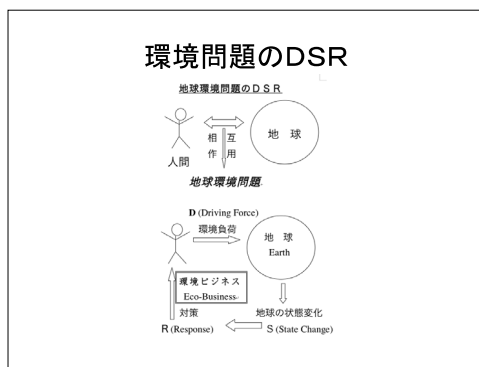 環境問題のDSR
地球環境問題のDSR
相 互
作 用
人間
地 球
地球環境問題
D (Driving Force)
環境負荷
地 球
Earth
環境ビジネス
Eco-Business
対策
地球の状態変化
R (Response)
S (State Change)